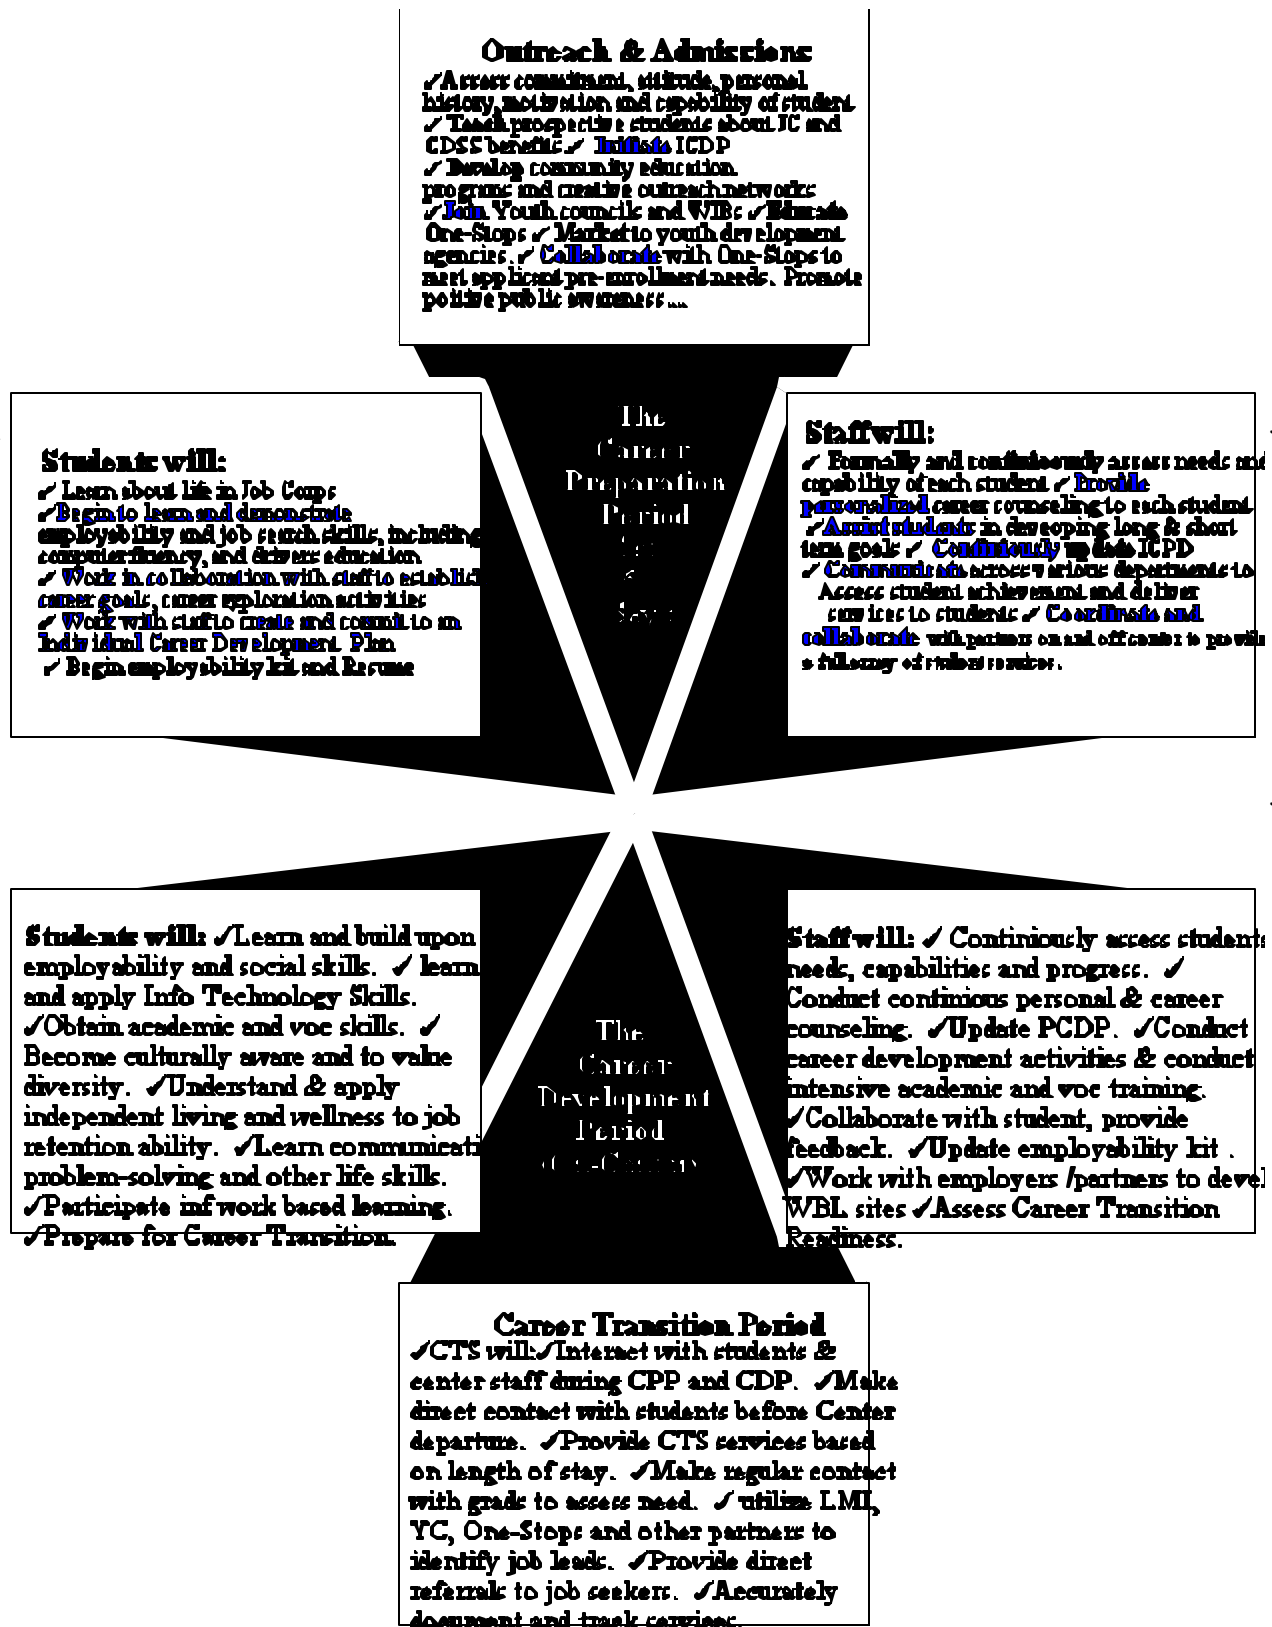 Outreach & Admissions
✓Assess commitment, attitude, personal
history, motivation and capability of student
✓ Teach prospective students about JC and
CDSS benefits ✓ Initiate ICDP
✓ Develop community education
programs and creative outreach networks
✓Join Youth councils and WIBs ✓Educate
One-Stops ✓ Market to youth development
agencies. ✓ Collaborate with One-Stops to
meet applicant pre-enrollment needs. Promote
positive public awareness....
The
Career
Preparation
Period
Students will:
✓ Learn about life in Job Corps
✓Begin to learn and demonstrate
employability and job search skills, including
computer fluency, and drivers education
✓ Work in collaboration with staff to establish
career goals, career exploration activities
✓ Work with staff to create and commit to an
Individual Career Development Plan
✓ Begin employability kit and Resume
Staff will:
✓ Formally and continuously assess needs and
capability of each student ✓ Provide
personalized career counseling to each student
✓Assist students in deveoping long & short
term goals ✓ Continiously update ICPD
✓ Communicate across various departments to
Assess student achievement and deliver
services to students ✓ Coordinate and
collaborate with partners on and off center to provide
a full array of student services.
Students will: ✓Learn and build upon
employability and social skills. ✓ learn
and apply Info Technology Skills.
✓Obtain academic and voc skills. ✓
Become culturally aware and to value
diversity. ✓Understand & apply
independent living and wellness to job
retention ability. ✓Learn communicati
problem-solving and other life skills.
✓Participate inf work based learning.
✓Prepare for Career Transition.
The
Career
Development
Period
(On-Center)
Staff will: ✓ Continiously assess students
needs, capabilities and progress. ✓
Conduct continious personal & career
counseling. ✓Update PCDP. ✓Conduct
career development activities & conduct
intensive academic and voc training.
✓Collaborate with student, provide
feedback. ✓Update employability kit .
✓Work with employers /partners to devel
WBL sites ✓Assess Career Transition
Readiness.
Career Transition Period
✓CTS will:✓Interact with students &
center staff during CPP and CDP. ✓Make
direct contact with students before Center
departure. ✓Provide CTS services based
on length of stay. ✓Make regular contact
with grads to assess need. ✓ utilize LMI,
YC, One-Stops and other partners to
identify job leads. ✓Provide direct
referrals to job seekers. ✓Accurately
document and track services.